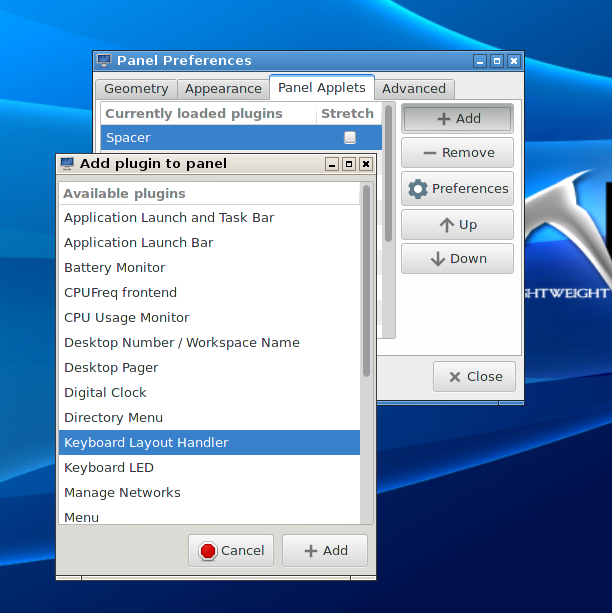 Panel Preferences
Geometry Appearance Panel Applets Advanced
Currently loaded plugins Stretch
Spacer
Add
Remove
Preferences
Up
Down
Close
Add plugin to panel
Available plugins
Application Launch and Task Bar
Application Launch Bar
Battery Monitor
CPUFreq frontend
CPU Usage Monitor
Desktop Number / Workspace Name
Desktop Pager
Digital Clock
Directory Menu
Keyboard Layout Handler
Keyboard LED
Manage Networks
Menu
Cancel Add